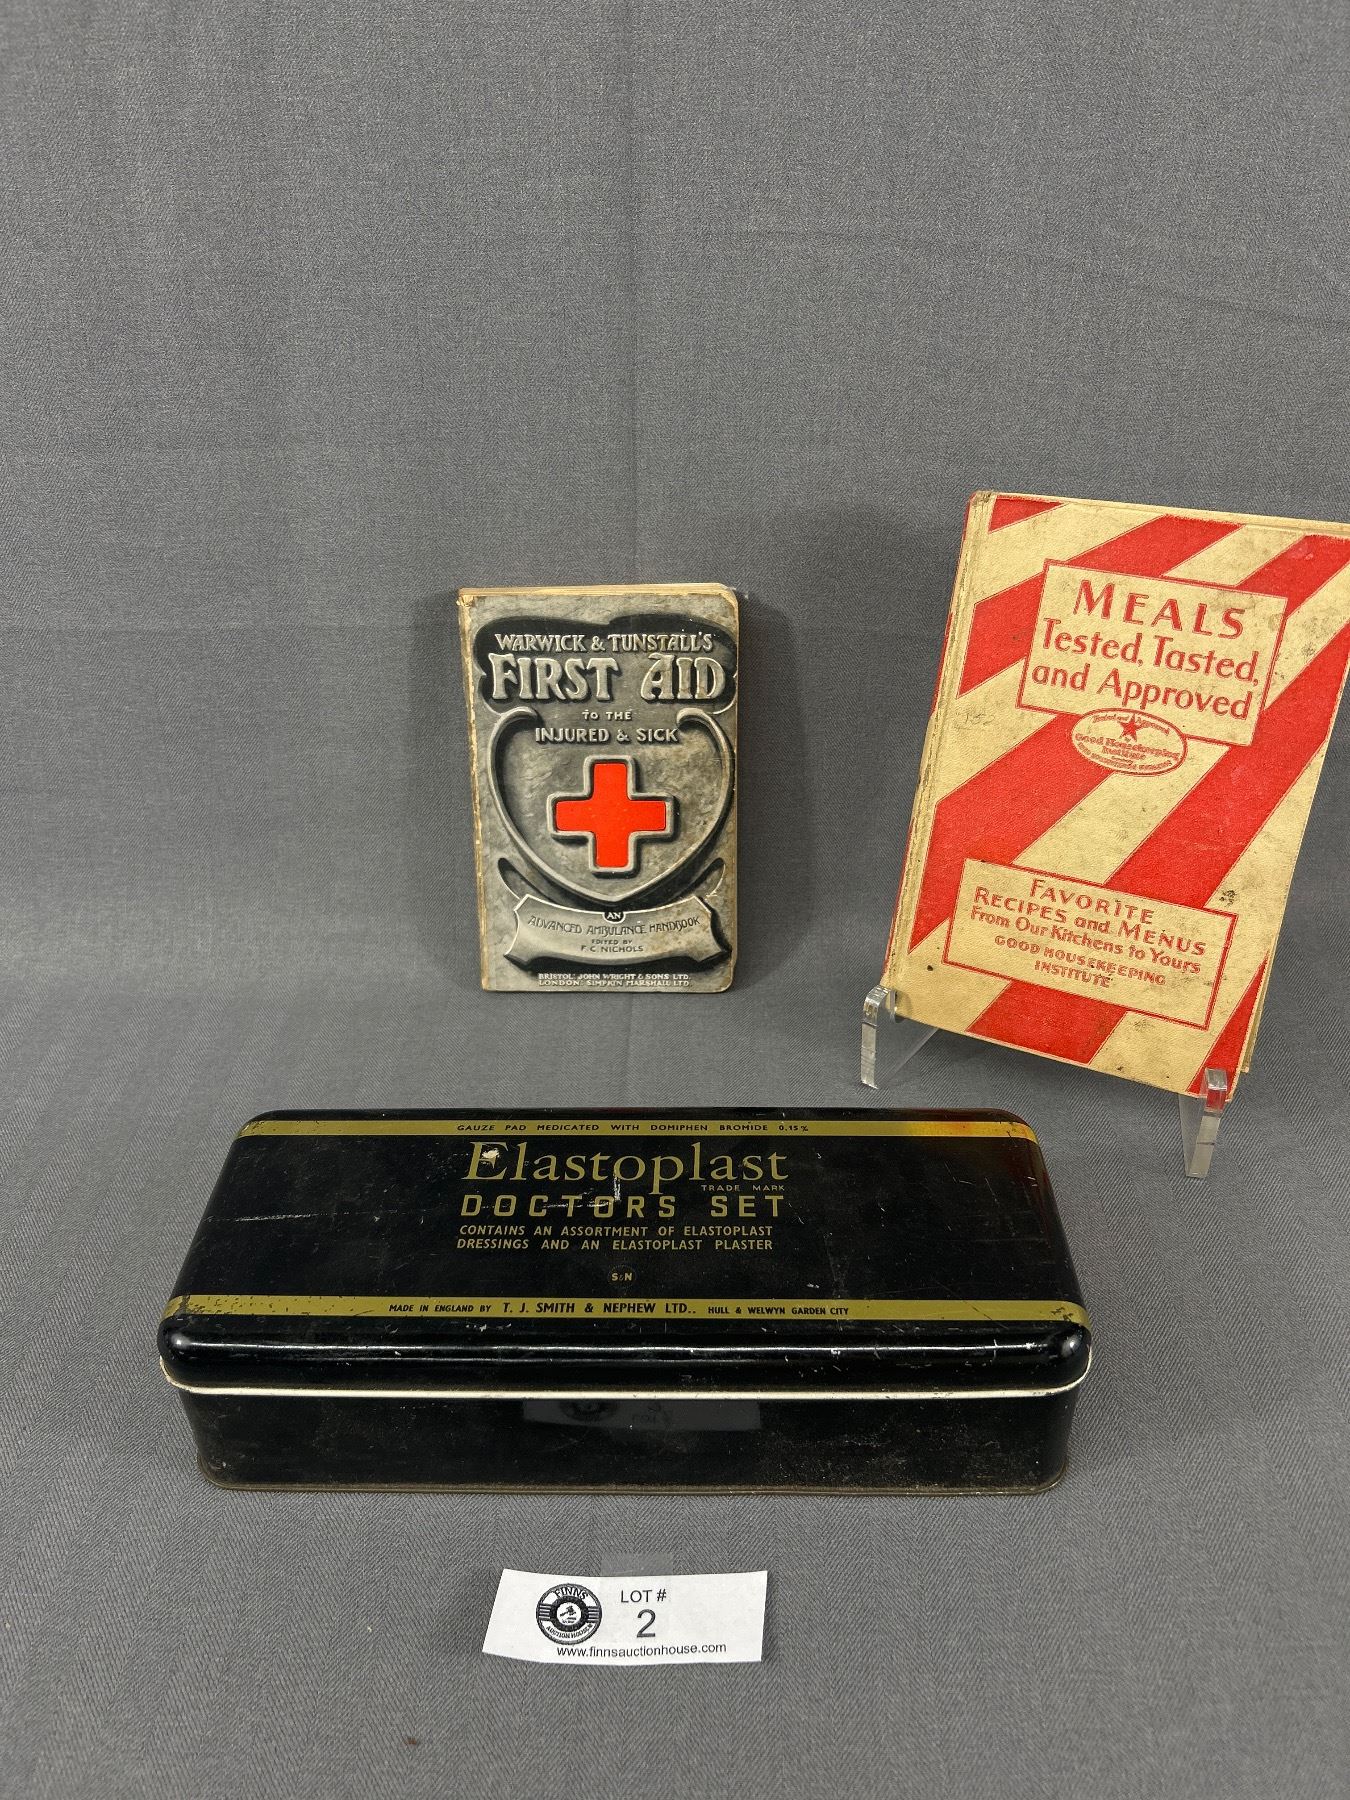 WARWICK & TUNSTALL'S
FIRST AID
TO THE
INJURED & SICK
AN
ADVANCED AMBULANCE HANDBOOK
EDITED BY
F. C. NICHOLS
BRISTOL: JOHN WRIGHT & SONS LTD.
LONDON: SIMPKIN MARSHALL LTD.
MEALS
Tested, Tasted,
and Approved
Tested and Approved
Good Housekeeping
Institute
FAVORITE
RECIPES and MENUS
From Our Kitchens to Yours
GOOD HOUSEKEEPING
INSTITUTE
GAUZE PAD MEDICATED WITH DOMIPHEN BROMIDE 0.15%
Elastoplast
TRADE MARK
DOCTORS SET
CONTAINS AN ASSORTMENT OF ELASTOPLAST
DRESSINGS AND AN ELASTOPLAST PLASTER
S&N
MADE IN ENGLAND BY T. J. SMITH & NEPHEW LTD., HULL & WELWYN GARDEN CITY
FINNS
AUCTION HOUSE
LOT #
2
www.finnsauctionhouse.com